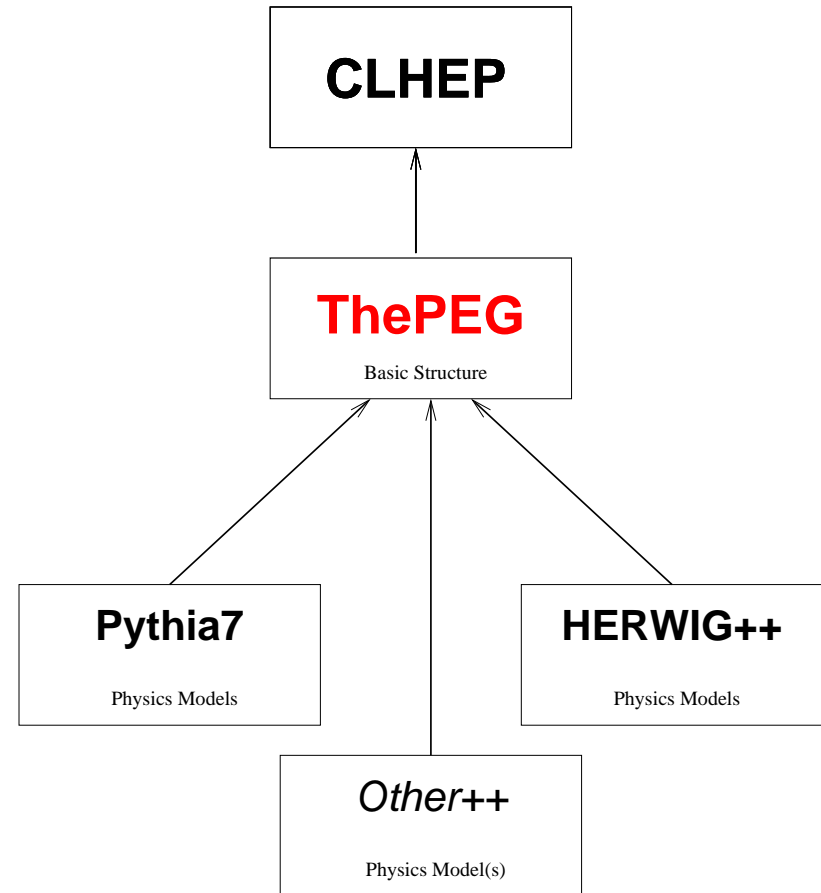 CLHEP
ThePEG
Basic Structure
Pythia7
Physics Models
HERWIG++
Physics Models
Other++
Physics Model(s)